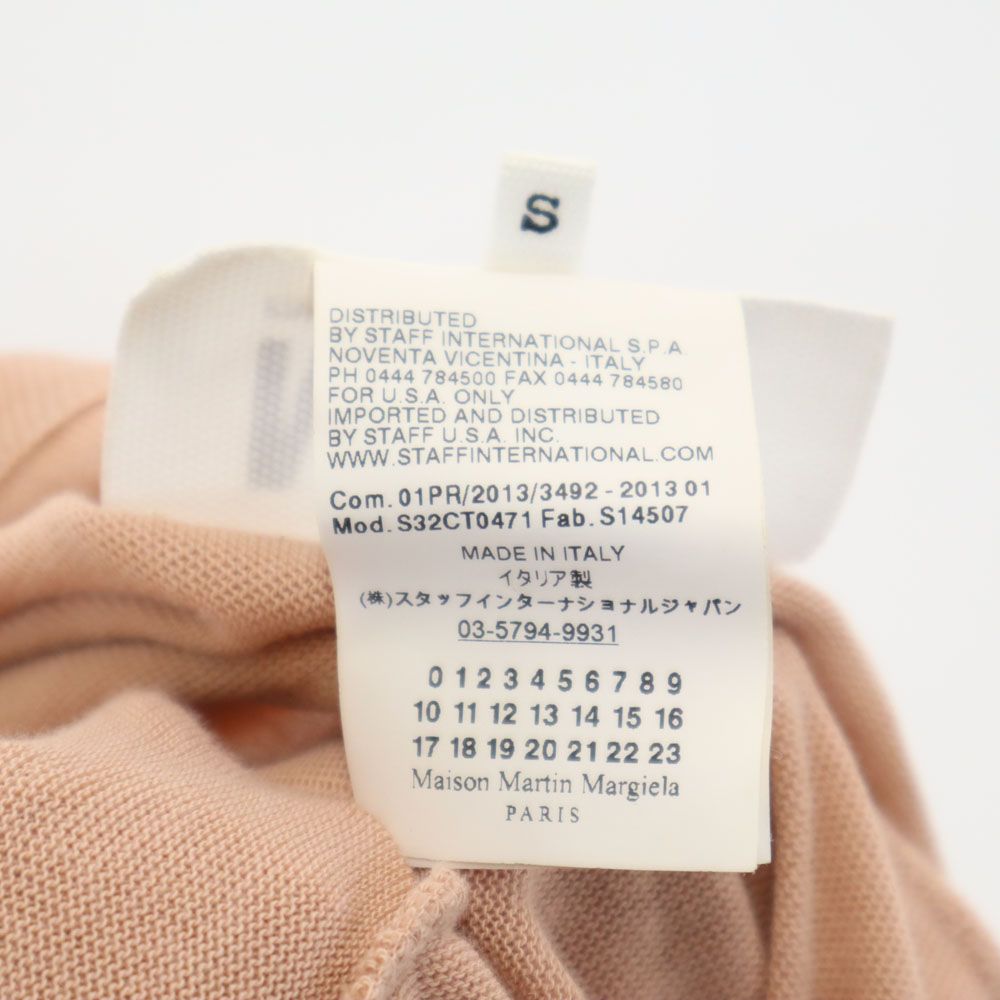 S
DISTRIBUTED
BY STAFF INTERNATIONAL S.P.A.
NOVENTA VICENTINA - ITALY
PH 0444 784500 FAX 0444 784580
FOR U.S.A. ONLY
IMPORTED AND DISTRIBUTED
BY STAFF U.S.A. INC.
WWW.STAFFINTERNATIONAL.COM
Com. 01PR/2013/3492 - 2013 01
Mod. S32CT0471 Fab. S14507
MADE IN ITALY
イタリア製
(株)スタッフインターナショナルジャパン
03-5794-9931
0 1 2 3 4 5 6 7 8 9
10 11 12 13 14 15 16
17 18 19 20 21 22 23
Maison Martin Margiela
PARIS